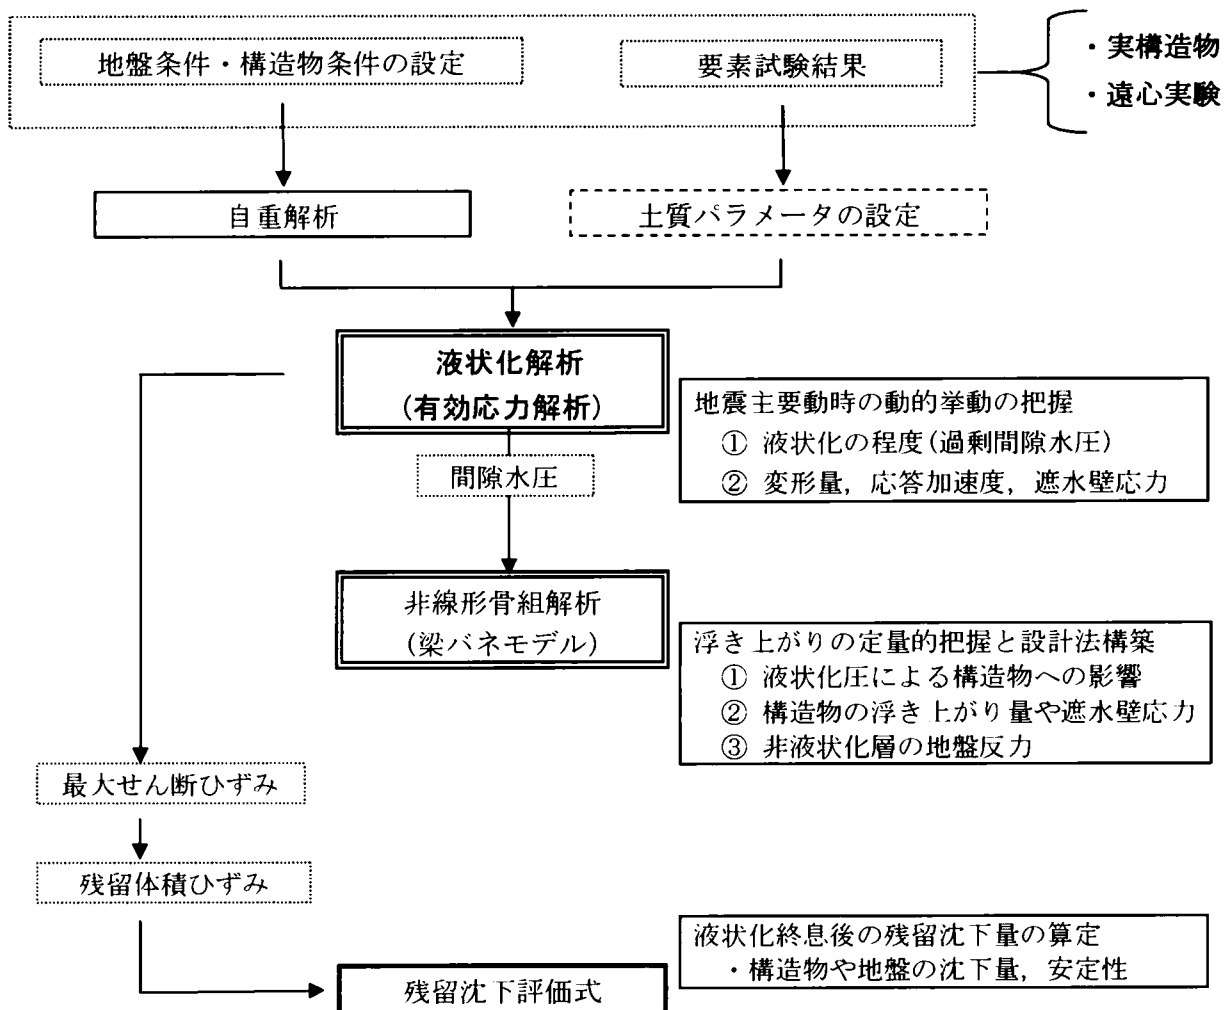 地盤条件・構造物条件の設定
要素試験結果
・実構造物
・遠心実験
自重解析
土質パラメータの設定
液状化解析
(有効応力解析)
地震主要動時の動的挙動の把握
① 液状化の程度(過剰間隙水圧)
② 変形量，応答加速度，遮水壁応力
間隙水圧
非線形骨組解析
(梁バネモデル)
浮き上がりの定量的把握と設計法構築
① 液状化圧による構造物への影響
② 構造物の浮き上がり量や遮水壁応力
③ 非液状化層の地盤反力
最大せん断ひずみ
残留体積ひずみ
液状化終息後の残留沈下量の算定
・構造物や地盤の沈下量，安定性
残留沈下評価式